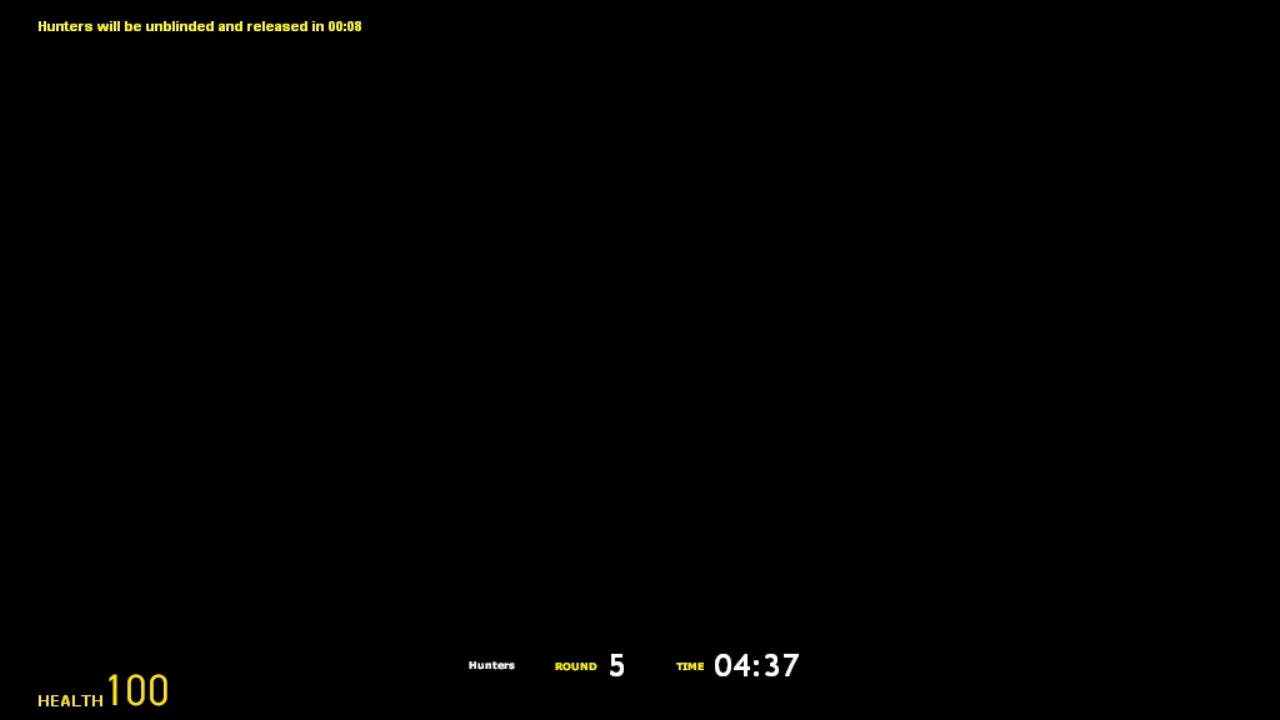 Hunters will be unblinded and released in 00:08
Hunters ROUND 5 TIME 04:37
HEALTH 100